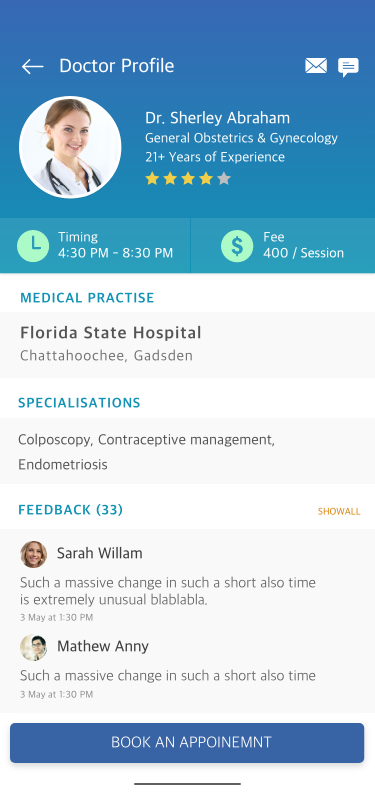 Doctor Profile
Dr. Sherley Abraham
General Obstetrics & Gynecology
21+ Years of Experience
Timing
4:30 PM - 8:30 PM
Fee
400 / Session
MEDICAL PRACTISE
Florida State Hospital
Chattahoochee, Gadsden
SPECIALISATIONS
Colposcopy, Contraceptive management,
Endometriosis
FEEDBACK (33)
SHOWALL
Sarah Willam
Such a massive change in such a short also time
is extremely unusual blablabla.
3 May at 1:30 PM
Mathew Anny
Such a massive change in such a short also time
3 May at 1:30 PM
BOOK AN APPOINEMNT